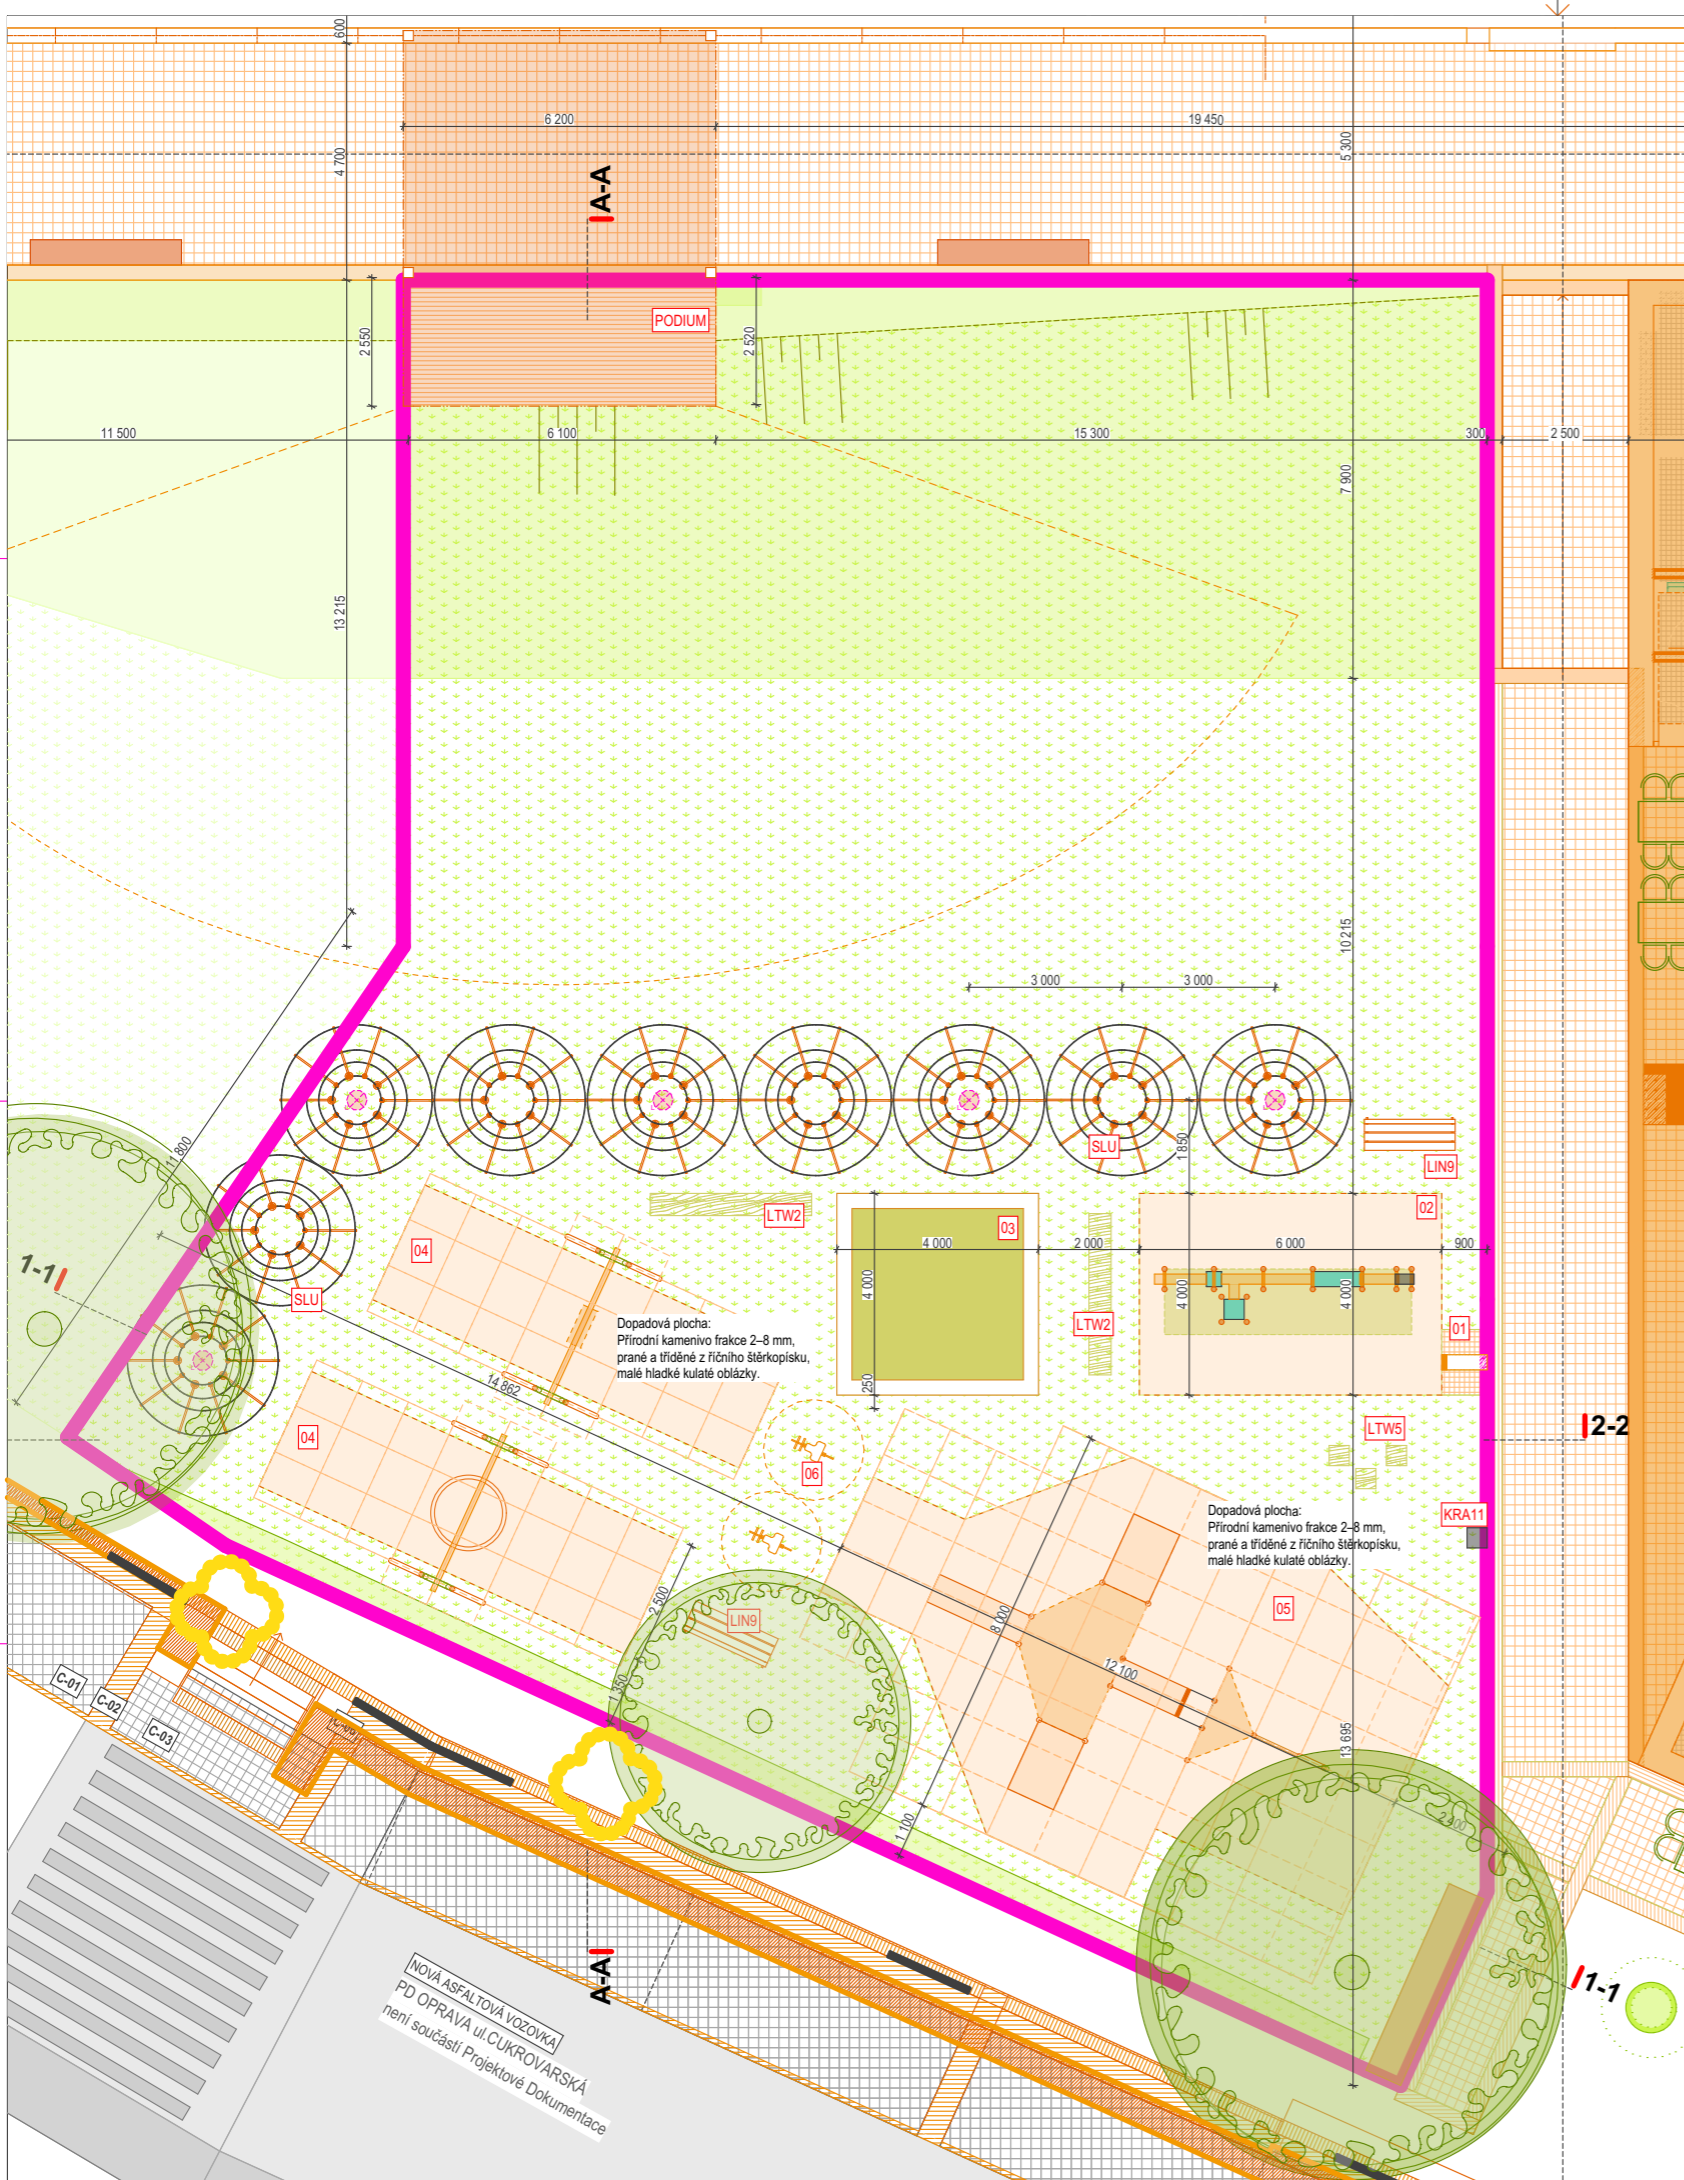 600
6 200
19 450
4 700
5 300
A-A
PODIUM
2 550
2 520
11 500
6 100
15 300
300
2 500
7 900
13 215
10 215
3 000
3 000
11 800
SLU
1 850
LIN9
02
LTW2
03
04
4 000
2 000
6 000
900
1-1
4 000
4 000
4 000
SLU
LTW2
01
Dopadová plocha:
Přírodní kamenivo frakce 2–8 mm,
prané a tříděné z říčního štěrkopísku,
malé hladké kulaté oblázky.
14 862
250
04
LTW5
2-2
06
KRA11
Dopadová plocha:
Přírodní kamenivo frakce 2–8 mm,
prané a tříděné z říčního štěrkopísku,
malé hladké kulaté oblázky.
2 500
LIN9
05
8 000
12 100
1 350
C-01
C-02
C-03
13 695
1 100
2 400
A-A
1-1
NOVÁ ASFALTOVÁ VOZOVKA
PD OPRAVA ul.CUKROVARSKÁ
není součástí Projektové Dokumentace